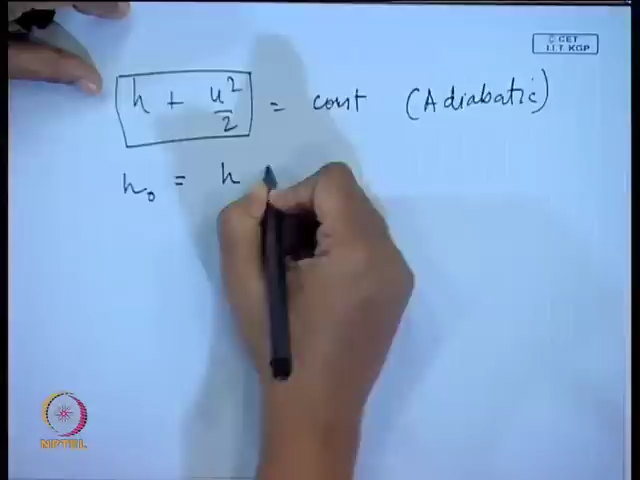 © CET
I.I.T. KGP
h + u²/2 = const (Adiabatic)
h₀ = h
NPTEL